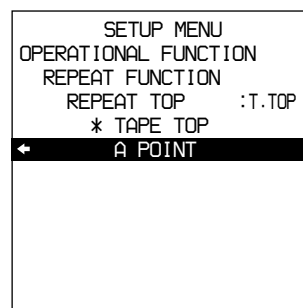 SETUP MENU
OPERATIONAL FUNCTION
REPEAT FUNCTION
REPEAT TOP :T.TOP
* TAPE TOP
← A POINT